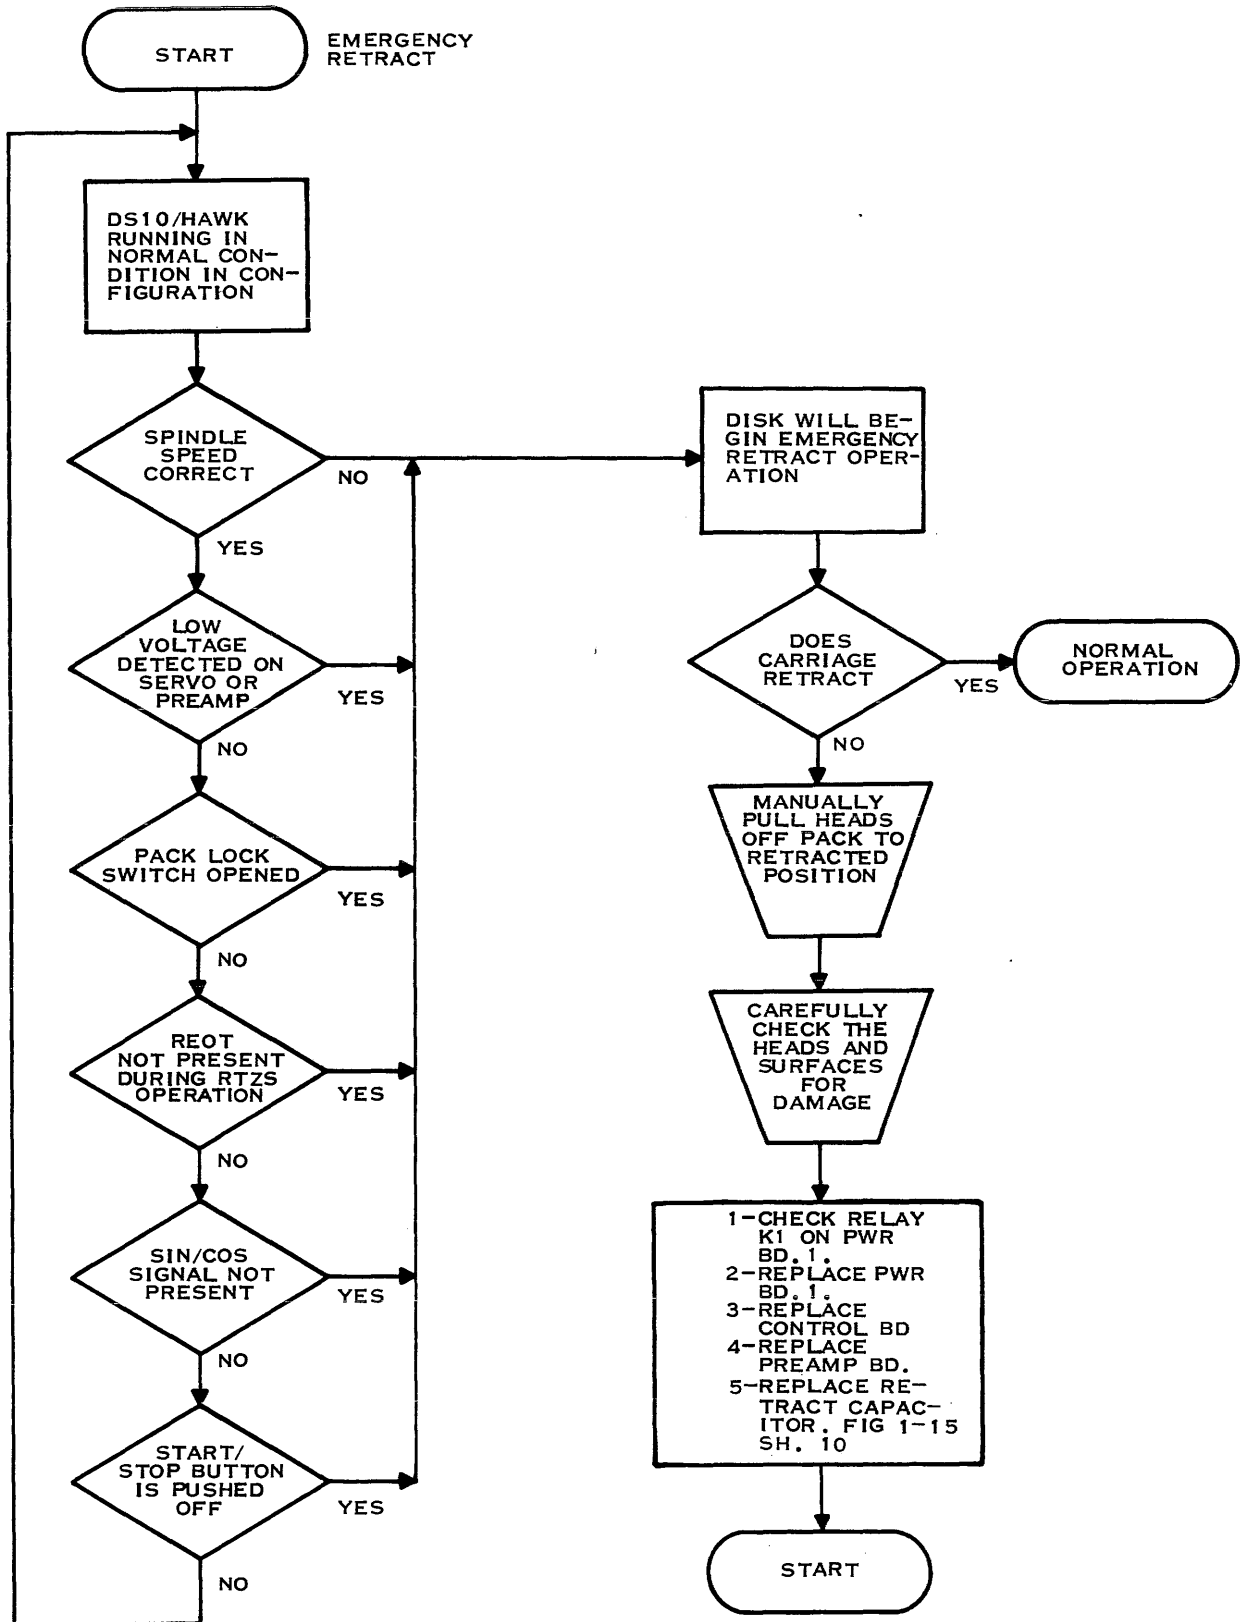 START
EMERGENCY
RETRACT
DS10/HAWK
RUNNING IN
NORMAL CON-
DITION IN CON-
FIGURATION
SPINDLE
SPEED
CORRECT
NO
YES
LOW
VOLTAGE
DETECTED ON
SERVO OR
PREAMP
YES
NO
PACK LOCK
SWITCH OPENED
YES
NO
REOT
NOT PRESENT
DURING RTZS
OPERATION
YES
NO
SIN/COS
SIGNAL NOT
PRESENT
YES
NO
START/
STOP BUTTON
IS PUSHED
OFF
YES
NO
DISK WILL BE-
GIN EMERGENCY
RETRACT OPER-
ATION
DOES
CARRIAGE
RETRACT
YES
NORMAL
OPERATION
NO
MANUALLY
PULL HEADS
OFF PACK TO
RETRACTED
POSITION
CAREFULLY
CHECK THE
HEADS AND
SURFACES
FOR
DAMAGE
1-CHECK RELAY
K1 ON PWR
BD.1.
2-REPLACE PWR
BD.1.
3-REPLACE
CONTROL BD
4-REPLACE
PREAMP BD.
5-REPLACE RE-
TRACT CAPAC-
ITOR. FIG 1-15
SH. 10
START